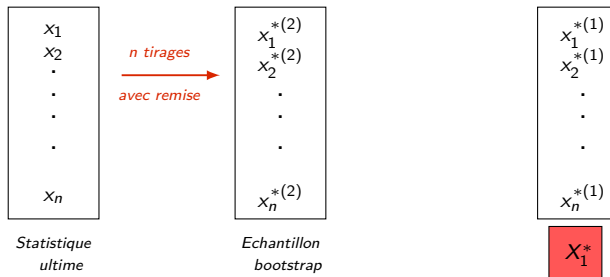 x₁
x₂
.
.
.
xₙ
Statistique
ultime
n tirages
avec remise
x₁*⁽²⁾
x₂*⁽²⁾
.
.
.
xₙ*⁽²⁾
Echantillon
bootstrap
x₁*⁽¹⁾
x₂*⁽¹⁾
.
.
.
xₙ*⁽¹⁾
X₁*